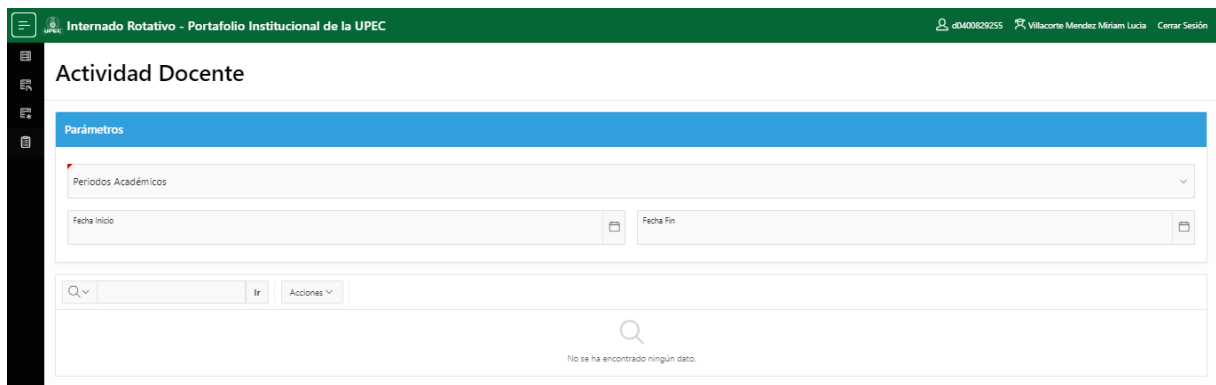 UPEC Internado Rotativo - Portafolio Institucional de la UPEC d0400829255 Villacorte Mendez Miriam Lucia Cerrar Sesión
Actividad Docente
Parámetros
Periodos Académicos
Fecha Inicio Fecha Fin
Ir Acciones
No se ha encontrado ningún dato.